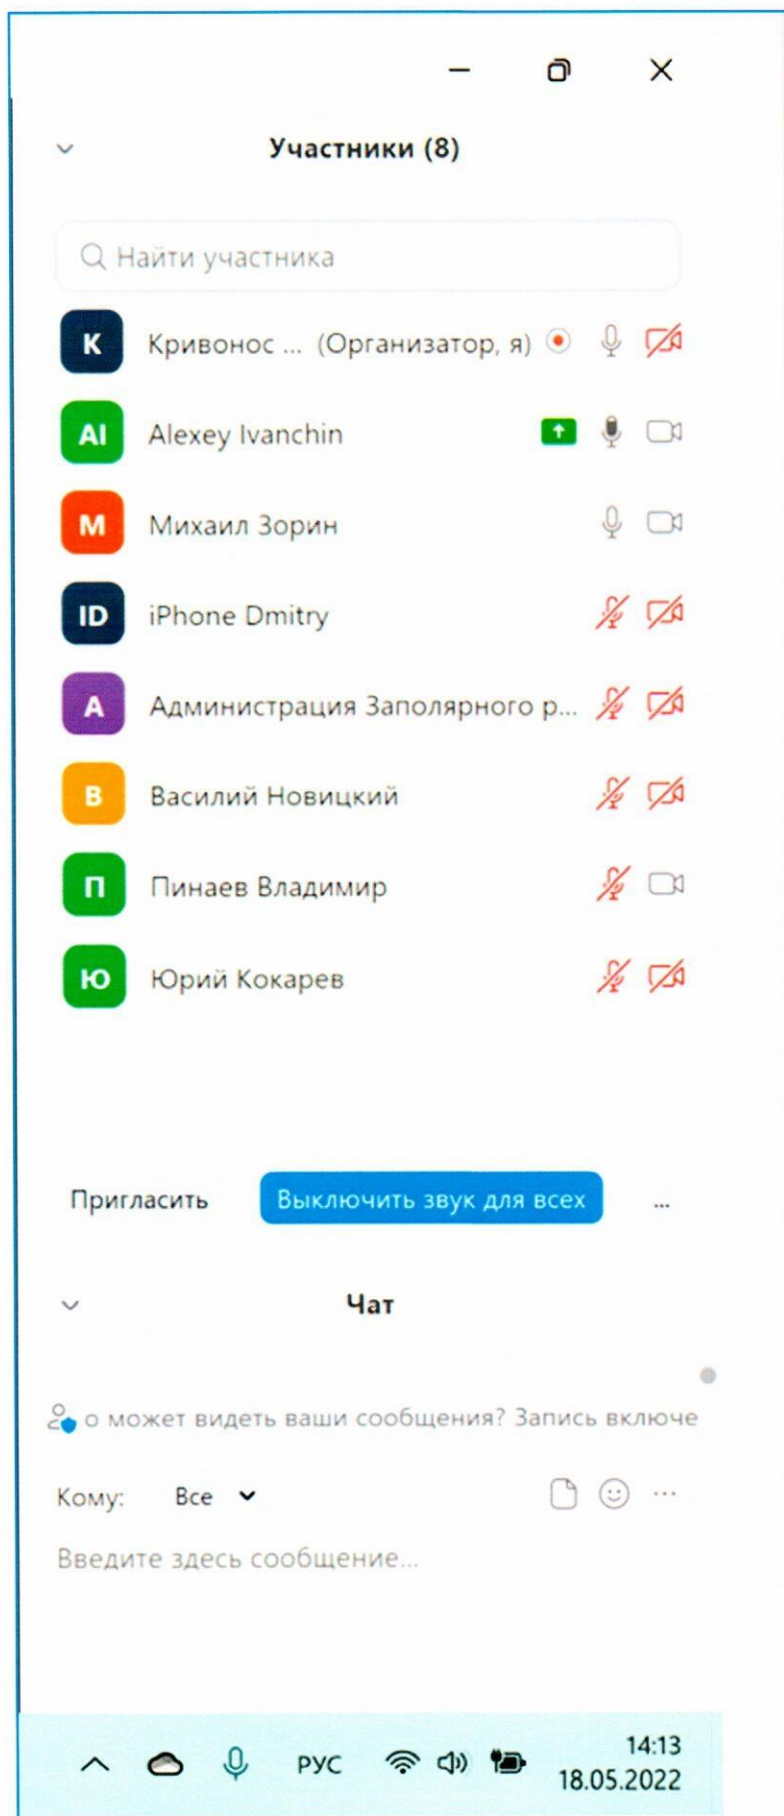 Участники (8)
Найти участника
К Кривонос ... (Организатор, я)
AI Alexey Ivanchin
М Михаил Зорин
ID iPhone Dmitry
А Администрация Заполярного р...
В Василий Новицкий
П Пинаев Владимир
Ю Юрий Кокарев
Пригласить Выключить звук для всех ...
Чат
о может видеть ваши сообщения? Запись включе
Кому: Все ...
Введите здесь сообщение...
РУС 14:13
18.05.2022